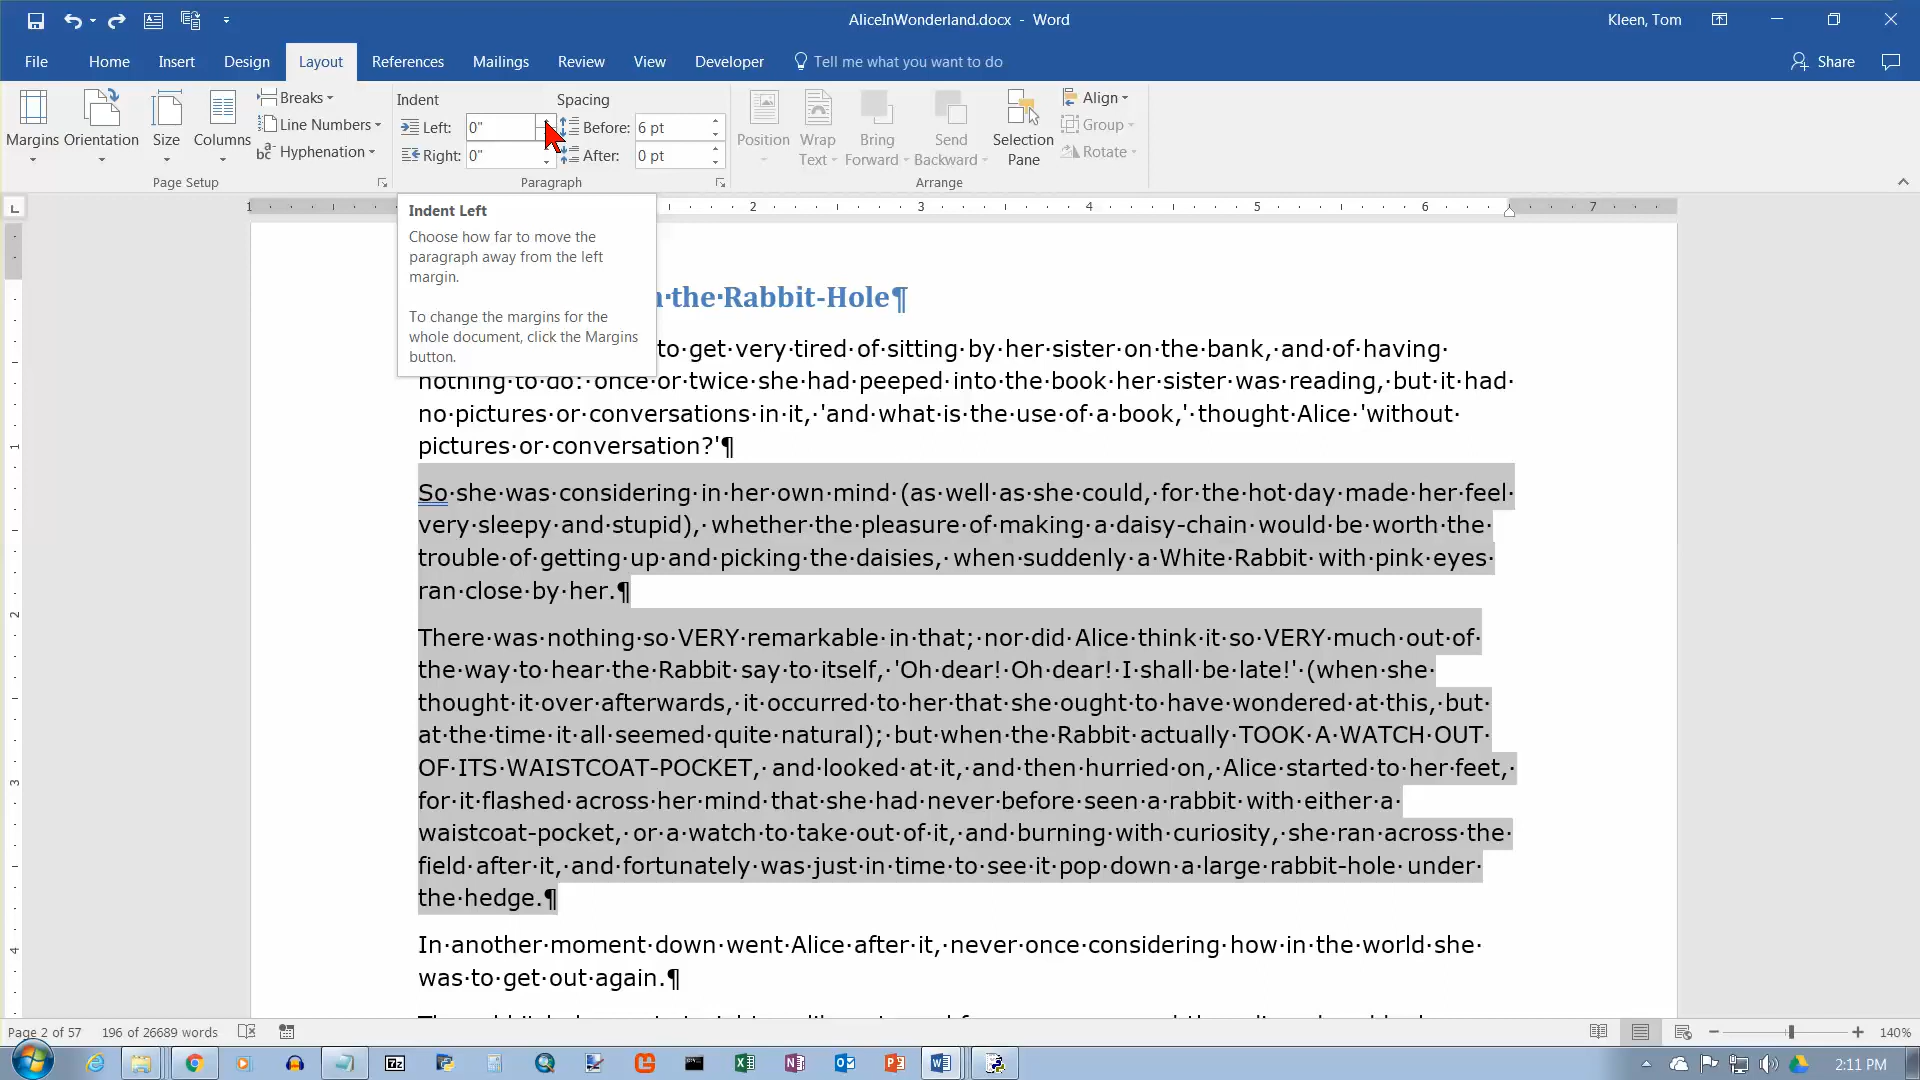 AliceInWonderland.docx - Word
Kleen, Tom
File Home Insert Design Layout References Mailings Review View Developer Tell me what you want to do
Share
Margins
Orientation
Size
Columns
Breaks
Line Numbers
Hyphenation
Page Setup
Indent
Left: 0"
Right: 0"
Spacing
Before: 6 pt
After: 0 pt
Paragraph
Position
Wrap Text
Bring Forward
Send Backward
Selection Pane
Align
Group
Rotate
Arrange
1 2 3 4 5 6 7
Indent Left
Choose how far to move the
paragraph away from the left
margin.
To change the margins for the
whole document, click the Margins
button.
the·Rabbit-Hole¶
to·get·very·tired·of·sitting·by·her·sister·on·the·bank,·and·of·having·
nothing·to·do:·once·or·twice·she·had·peeped·into·the·book·her·sister·was·reading,·but·it·had·
no·pictures·or·conversations·in·it,·'and·what·is·the·use·of·a·book,'·thought·Alice·'without·
pictures·or·conversation?'¶
So·she·was·considering·in·her·own·mind·(as·well·as·she·could,·for·the·hot·day·made·her·feel·
very·sleepy·and·stupid),·whether·the·pleasure·of·making·a·daisy-chain·would·be·worth·the·
trouble·of·getting·up·and·picking·the·daisies,·when·suddenly·a·White·Rabbit·with·pink·eyes·
ran·close·by·her.¶
There·was·nothing·so·VERY·remarkable·in·that;·nor·did·Alice·think·it·so·VERY·much·out·of·
the·way·to·hear·the·Rabbit·say·to·itself,·'Oh·dear!·Oh·dear!·I·shall·be·late!'·(when·she·
thought·it·over·afterwards,·it·occurred·to·her·that·she·ought·to·have·wondered·at·this,·but·
at·the·time·it·all·seemed·quite·natural);·but·when·the·Rabbit·actually·TOOK·A·WATCH·OUT·
OF·ITS·WAISTCOAT-POCKET,·and·looked·at·it,·and·then·hurried·on,·Alice·started·to·her·feet,·
for·it·flashed·across·her·mind·that·she·had·never·before·seen·a·rabbit·with·either·a·
waistcoat-pocket,·or·a·watch·to·take·out·of·it,·and·burning·with·curiosity,·she·ran·across·the·
field·after·it,·and·fortunately·was·just·in·time·to·see·it·pop·down·a·large·rabbit-hole·under·
the·hedge.¶
In·another·moment·down·went·Alice·after·it,·never·once·considering·how·in·the·world·she·
was·to·get·out·again.¶
1
2
3
4
Page 2 of 57 196 of 26689 words
140%
2:11 PM